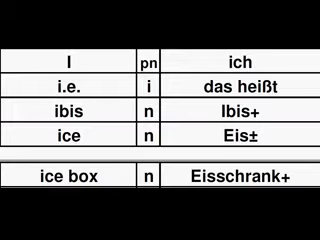 I pn ich
i.e. i das heißt
ibis n Ibis+
ice n Eis±
ice box n Eisschrank+